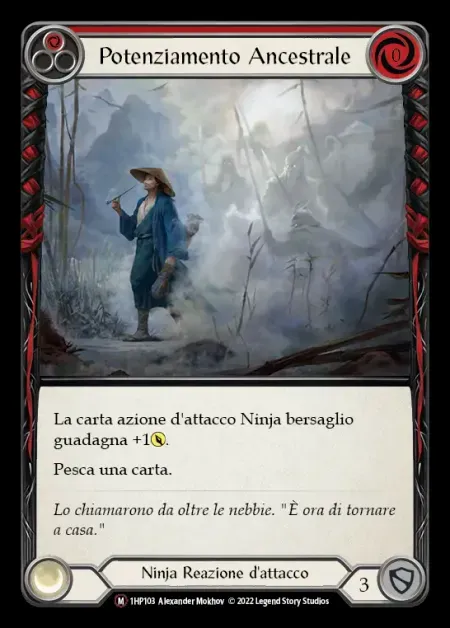 Potenziamento Ancestrale
0
La carta azione d'attacco Ninja bersaglio
guadagna +1.
Pesca una carta.
Lo chiamarono da oltre le nebbie. "È ora di tornare
a casa."
Ninja Reazione d'attacco
3
M 1HP103 Alexander Mokhov © 2022 Legend Story Studios